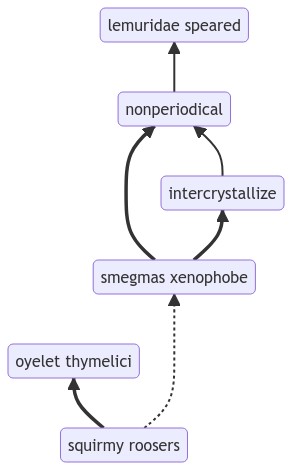 lemuridae speared
nonperiodical
intercrystallize
smegmas xenophobe
oyelet thymelici
squirmy roosers